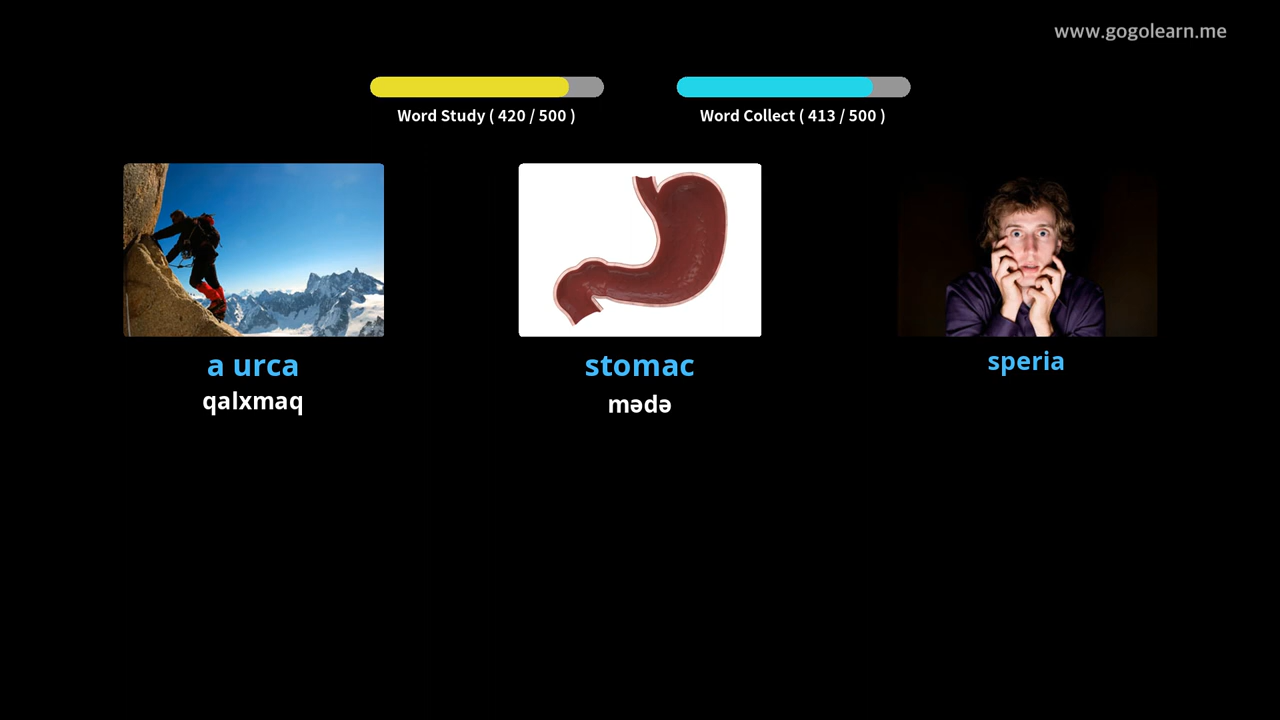 www.gogolearn.me
Word Study ( 420 / 500 )
Word Collect ( 413 / 500 )
a urca
qalxmaq
stomac
mədə
speria